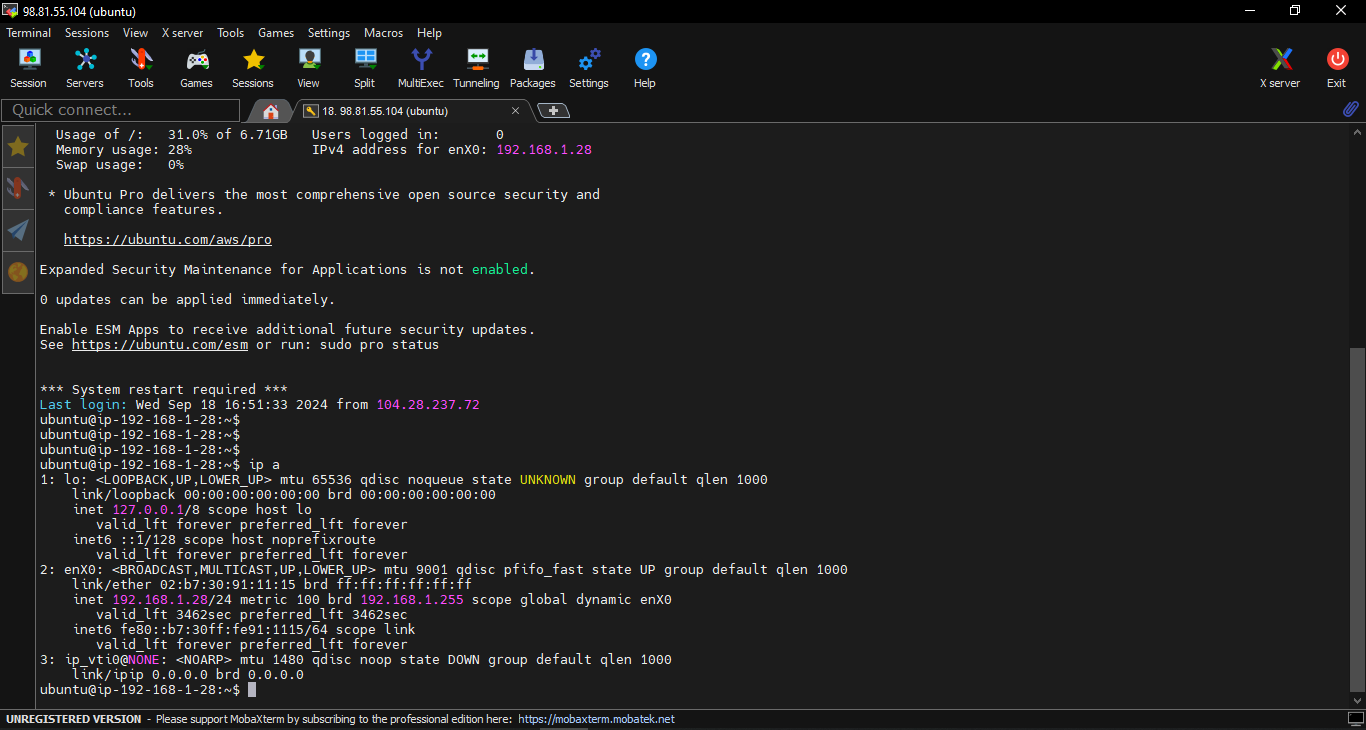 98.81.55.104 (ubuntu)
Terminal Sessions View X server Tools Games Settings Macros Help
Session Servers Tools Games Sessions View Split MultiExec Tunneling Packages Settings Help X server Exit
Quick connect... 18. 98.81.55.104 (ubuntu)
Usage of /: 31.0% of 6.71GB Users logged in: 0
Memory usage: 28% IPv4 address for enX0: 192.168.1.28
Swap usage: 0%
* Ubuntu Pro delivers the most comprehensive open source security and
compliance features.
https://ubuntu.com/aws/pro
Expanded Security Maintenance for Applications is not enabled.
0 updates can be applied immediately.
Enable ESM Apps to receive additional future security updates.
See https://ubuntu.com/esm or run: sudo pro status
*** System restart required ***
Last login: Wed Sep 18 16:51:33 2024 from 104.28.237.72
ubuntu@ip-192-168-1-28:~$
ubuntu@ip-192-168-1-28:~$
ubuntu@ip-192-168-1-28:~$
ubuntu@ip-192-168-1-28:~$ ip a
1: lo: <LOOPBACK,UP,LOWER_UP> mtu 65536 qdisc noqueue state UNKNOWN group default qlen 1000
link/loopback 00:00:00:00:00:00 brd 00:00:00:00:00:00
inet 127.0.0.1/8 scope host lo
valid_lft forever preferred_lft forever
inet6 ::1/128 scope host noprefixroute
valid_lft forever preferred_lft forever
2: enX0: <BROADCAST,MULTICAST,UP,LOWER_UP> mtu 9001 qdisc pfifo_fast state UP group default qlen 1000
link/ether 02:b7:30:91:11:15 brd ff:ff:ff:ff:ff:ff
inet 192.168.1.28/24 metric 100 brd 192.168.1.255 scope global dynamic enX0
valid_lft 3462sec preferred_lft 3462sec
inet6 fe80::b7:30ff:fe91:1115/64 scope link
valid_lft forever preferred_lft forever
3: ip_vti0@NONE: <NOARP> mtu 1480 qdisc noop state DOWN group default qlen 1000
link/ipip 0.0.0.0 brd 0.0.0.0
ubuntu@ip-192-168-1-28:~$
UNREGISTERED VERSION - Please support MobaXterm by subscribing to the professional edition here: https://mobaxterm.mobatek.net